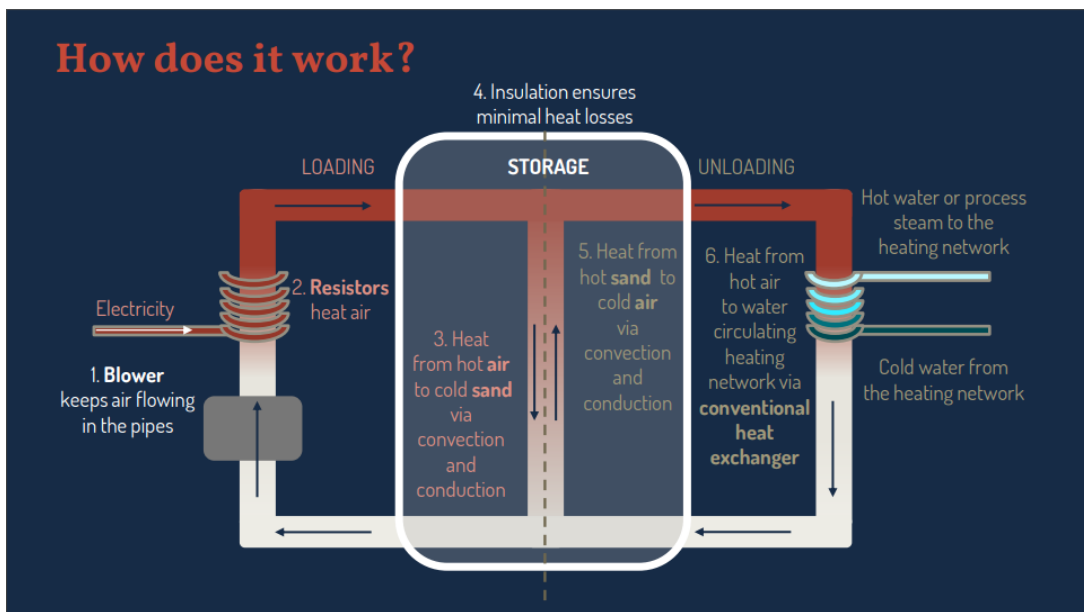 How does it work?
4. Insulation ensures
minimal heat losses
LOADING
STORAGE
UNLOADING
Hot water or process
steam to the
heating network
Electricity
2. Resistors
heat air
1. Blower
keeps air flowing
in the pipes
3. Heat
from hot air
to cold sand
via
convection
and
conduction
5. Heat from
hot sand to
cold air
via
convection
and
conduction
6. Heat from
hot air
to water
circulating
heating
network via
conventional
heat
exchanger
Cold water from
the heating network